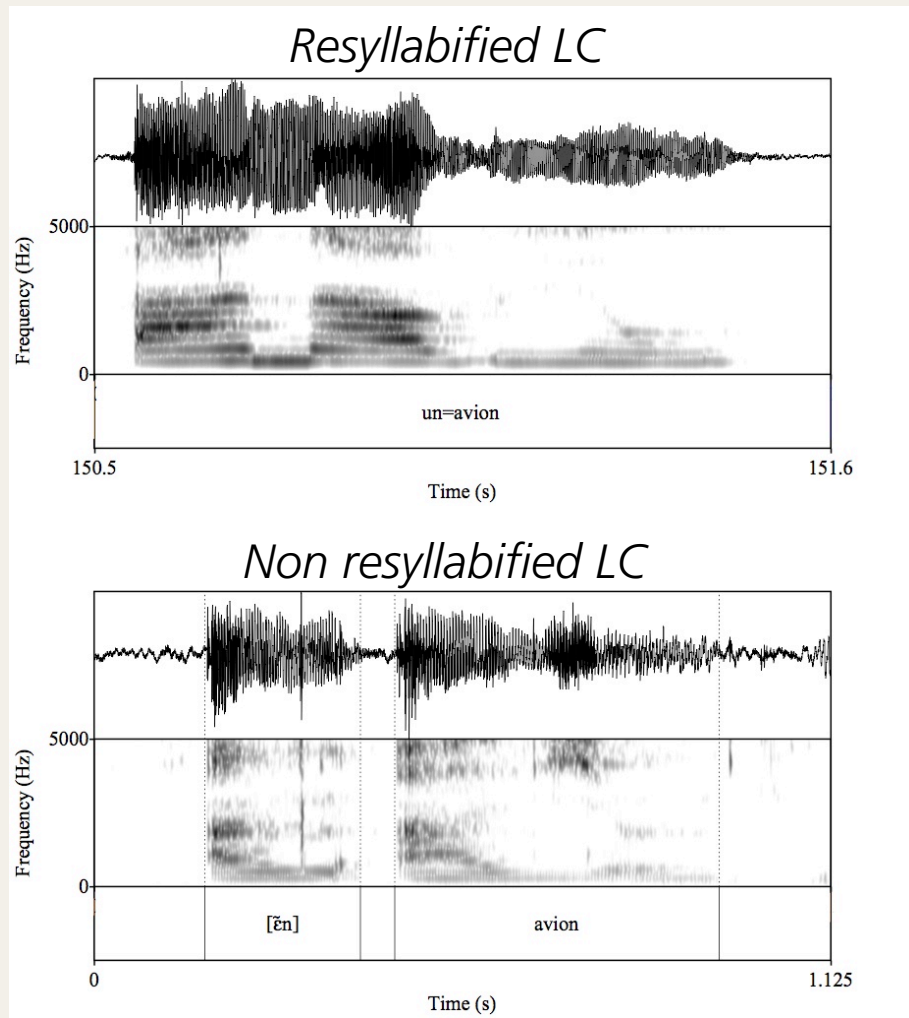 Resyllabified LC
5000
Frequency (Hz)
0
un=avion
150.5
151.6
Time (s)
Non resyllabified LC
5000
Frequency (Hz)
0
[ɛ̃n]
avion
0
1.125
Time (s)